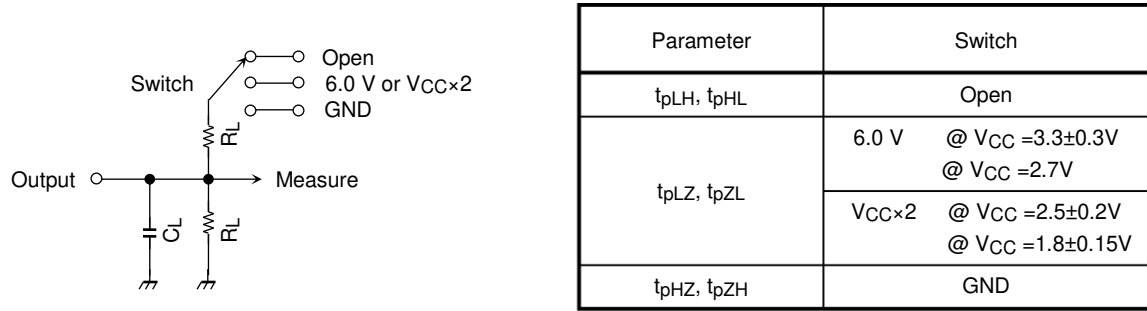 Open
Switch
6.0 V or VCC×2
GND
RL
Output
Measure
CL
RL
Parameter Switch
tpLH, tpHL Open
tpLZ, tpZL
6.0 V @ VCC =3.3±0.3V
@ VCC =2.7V
VCC×2 @ VCC =2.5±0.2V
@ VCC =1.8±0.15V
tpHZ, tpZH GND